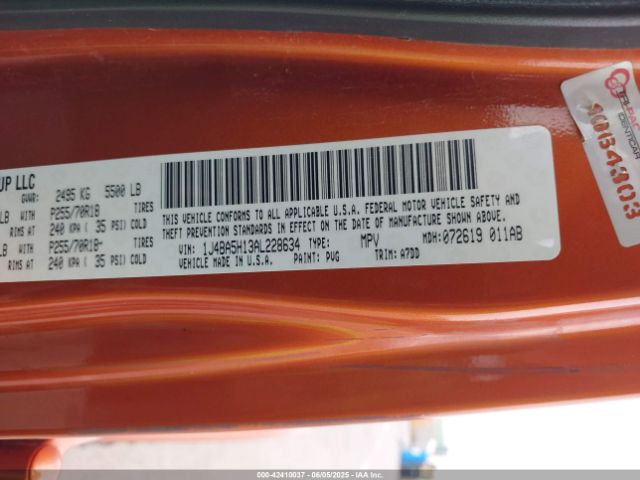 UP LLC
GVWR: 2495 KG 5500 LB
LB WITH P255/70R18 TIRES
RIMS AT 240 KPA ( 35 PSI) COLD
LB WITH P255/70R18 TIRES
RIMS AT 240 KPA ( 35 PSI) COLD
THIS VEHICLE CONFORMS TO ALL APPLICABLE U.S.A. FEDERAL MOTOR VEHICLE SAFETY AND
THEFT PREVENTION STANDARDS IN EFFECT ON THE DATE OF MANUFACTURE SHOWN ABOVE.
VIN: 1J4BA5H13AL228634 TYPE: MPV MDH: 072619 011AB
VEHICLE MADE IN U.S.A. PAINT: PVG TRIM: A7DD
IDENTICAR
000-42410037 - 06/05/2025 - IAA Inc.